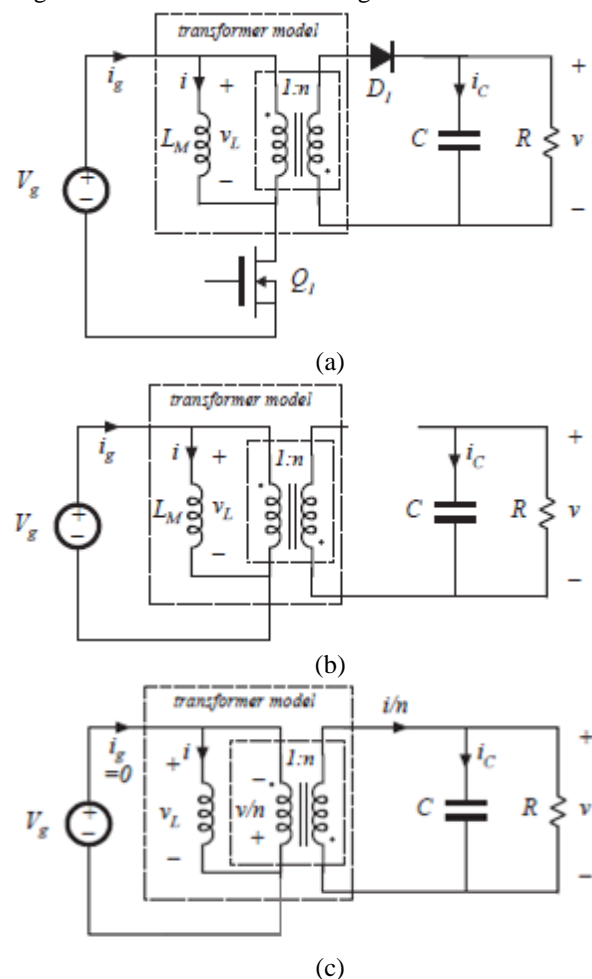 transformer model
i_g i + 1:n D_1 i_C +
L_M v_L C R v
V_g + − − −
Q_1
(a)
transformer model
i_g i + 1:n i_C +
L_M v_L C R v
V_g + − − −
(b)
transformer model i/n
i_g =0 i + − 1:n i_C +
v_L v/n C R v
V_g + − − + −
(c)